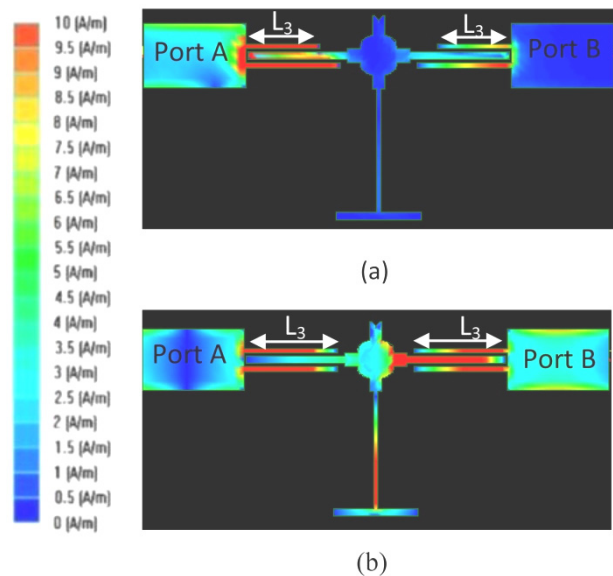 10 (A/m)
9.5 (A/m)
9 (A/m)
8.5 (A/m)
8 (A/m)
7.5 (A/m)
7 (A/m)
6.5 (A/m)
6 (A/m)
5.5 (A/m)
5 (A/m)
4.5 (A/m)
4 (A/m)
3.5 (A/m)
3 (A/m)
2.5 (A/m)
2 (A/m)
1.5 (A/m)
1 (A/m)
0.5 (A/m)
0 (A/m)
Port A L₃ L₃ Port B
(a)
Port A L₃ L₃ Port B
(b)